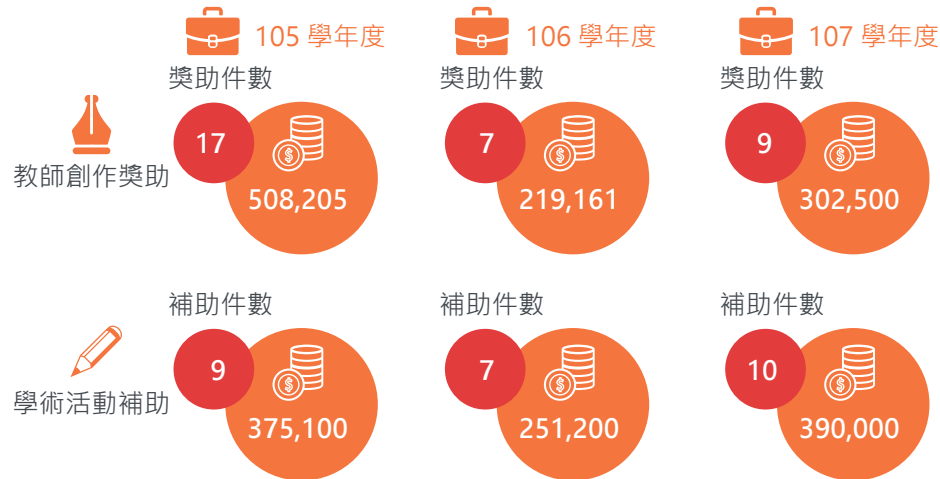 105 學年度
106 學年度
107 學年度
獎助件數
獎助件數
獎助件數
教師創作獎助
17
508,205
7
219,161
9
302,500
補助件數
補助件數
補助件數
學術活動補助
9
375,100
7
251,200
10
390,000